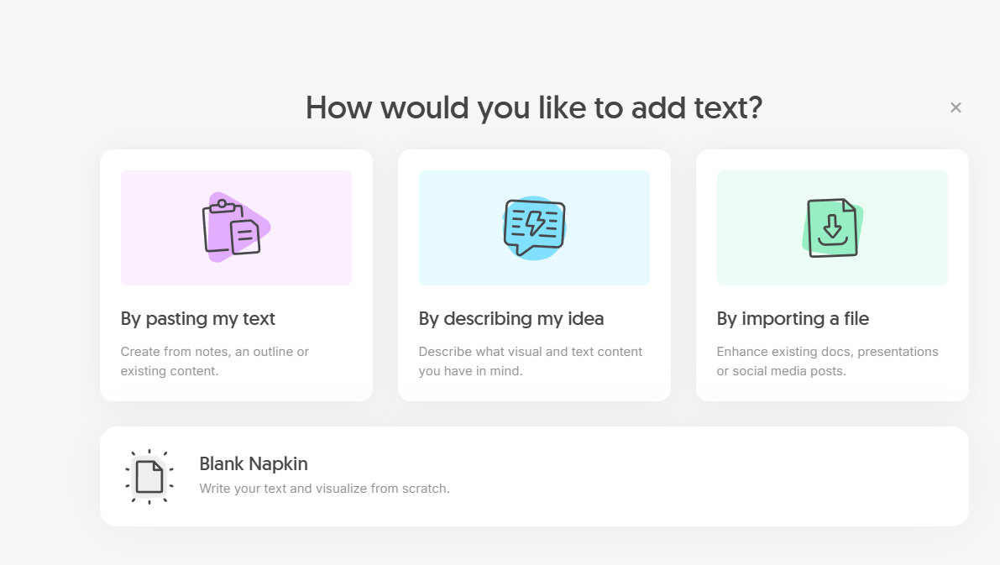 How would you like to add text?
By pasting my text
Create from notes, an outline or
existing content.
By describing my idea
Describe what visual and text content
you have in mind.
By importing a file
Enhance existing docs, presentations
or social media posts.
Blank Napkin
Write your text and visualize from scratch.